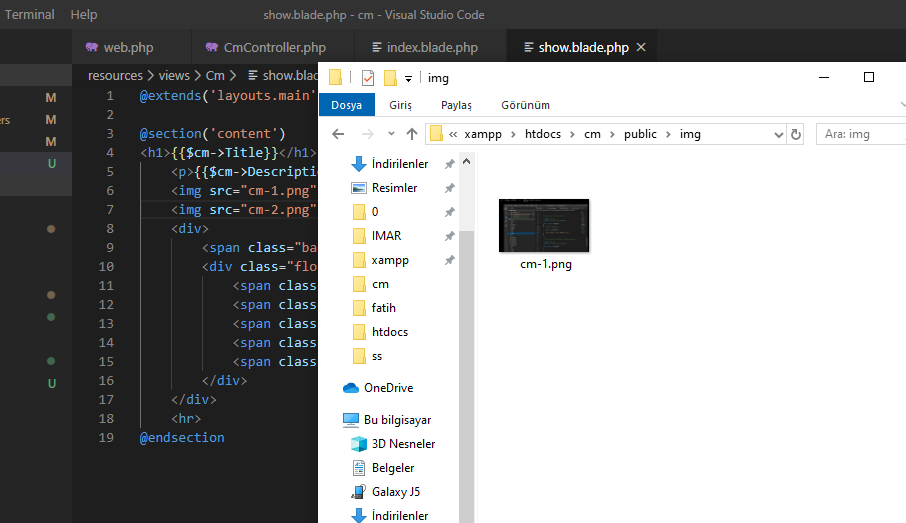 Terminal Help show.blade.php - cm - Visual Studio Code
web.php CmController.php index.blade.php show.blade.php
resources > views > Cm > show.blad
M
ers M
M
U
U
1 @extends('layouts.main'
2
3 @section('content')
4 <h1>{{$cm->Title}}</h1>
5 <p>{{$cm->Descriptio
6 <img src="cm-1.png"
7 <img src="cm-2.png"
8 <div>
9 <span class="ba
10 <div class="flo
11 <span class
12 <span class
13 <span class
14 <span class
15 <span class
16 </div>
17 </div>
18 <hr>
19 @endsection
img
Dosya Giriş Paylaş Görünüm
« xampp > htdocs > cm > public > img
Ara: img
İndirilenler
Resimler
0
IMAR
xampp
cm
fatih
htdocs
ss
OneDrive
Bu bilgisayar
3D Nesneler
Belgeler
Galaxy J5
İndirilenler
cm-1.png